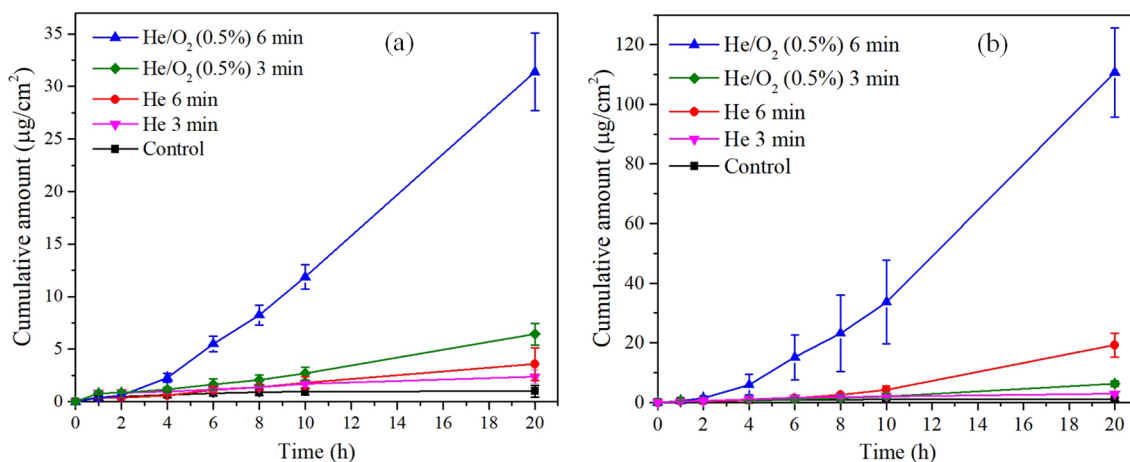 (a)
He/O₂ (0.5%) 6 min
He/O₂ (0.5%) 3 min
He 6 min
He 3 min
Control
Cumulative amount (μg/cm²)
35
30
25
20
15
10
5
0
0 2 4 6 8 10 12 14 16 18 20
Time (h)
(b)
He/O₂ (0.5%) 6 min
He/O₂ (0.5%) 3 min
He 6 min
He 3 min
Control
Cumulative amount (μg/cm²)
120
100
80
60
40
20
0
0 2 4 6 8 10 12 14 16 18 20
Time (h)